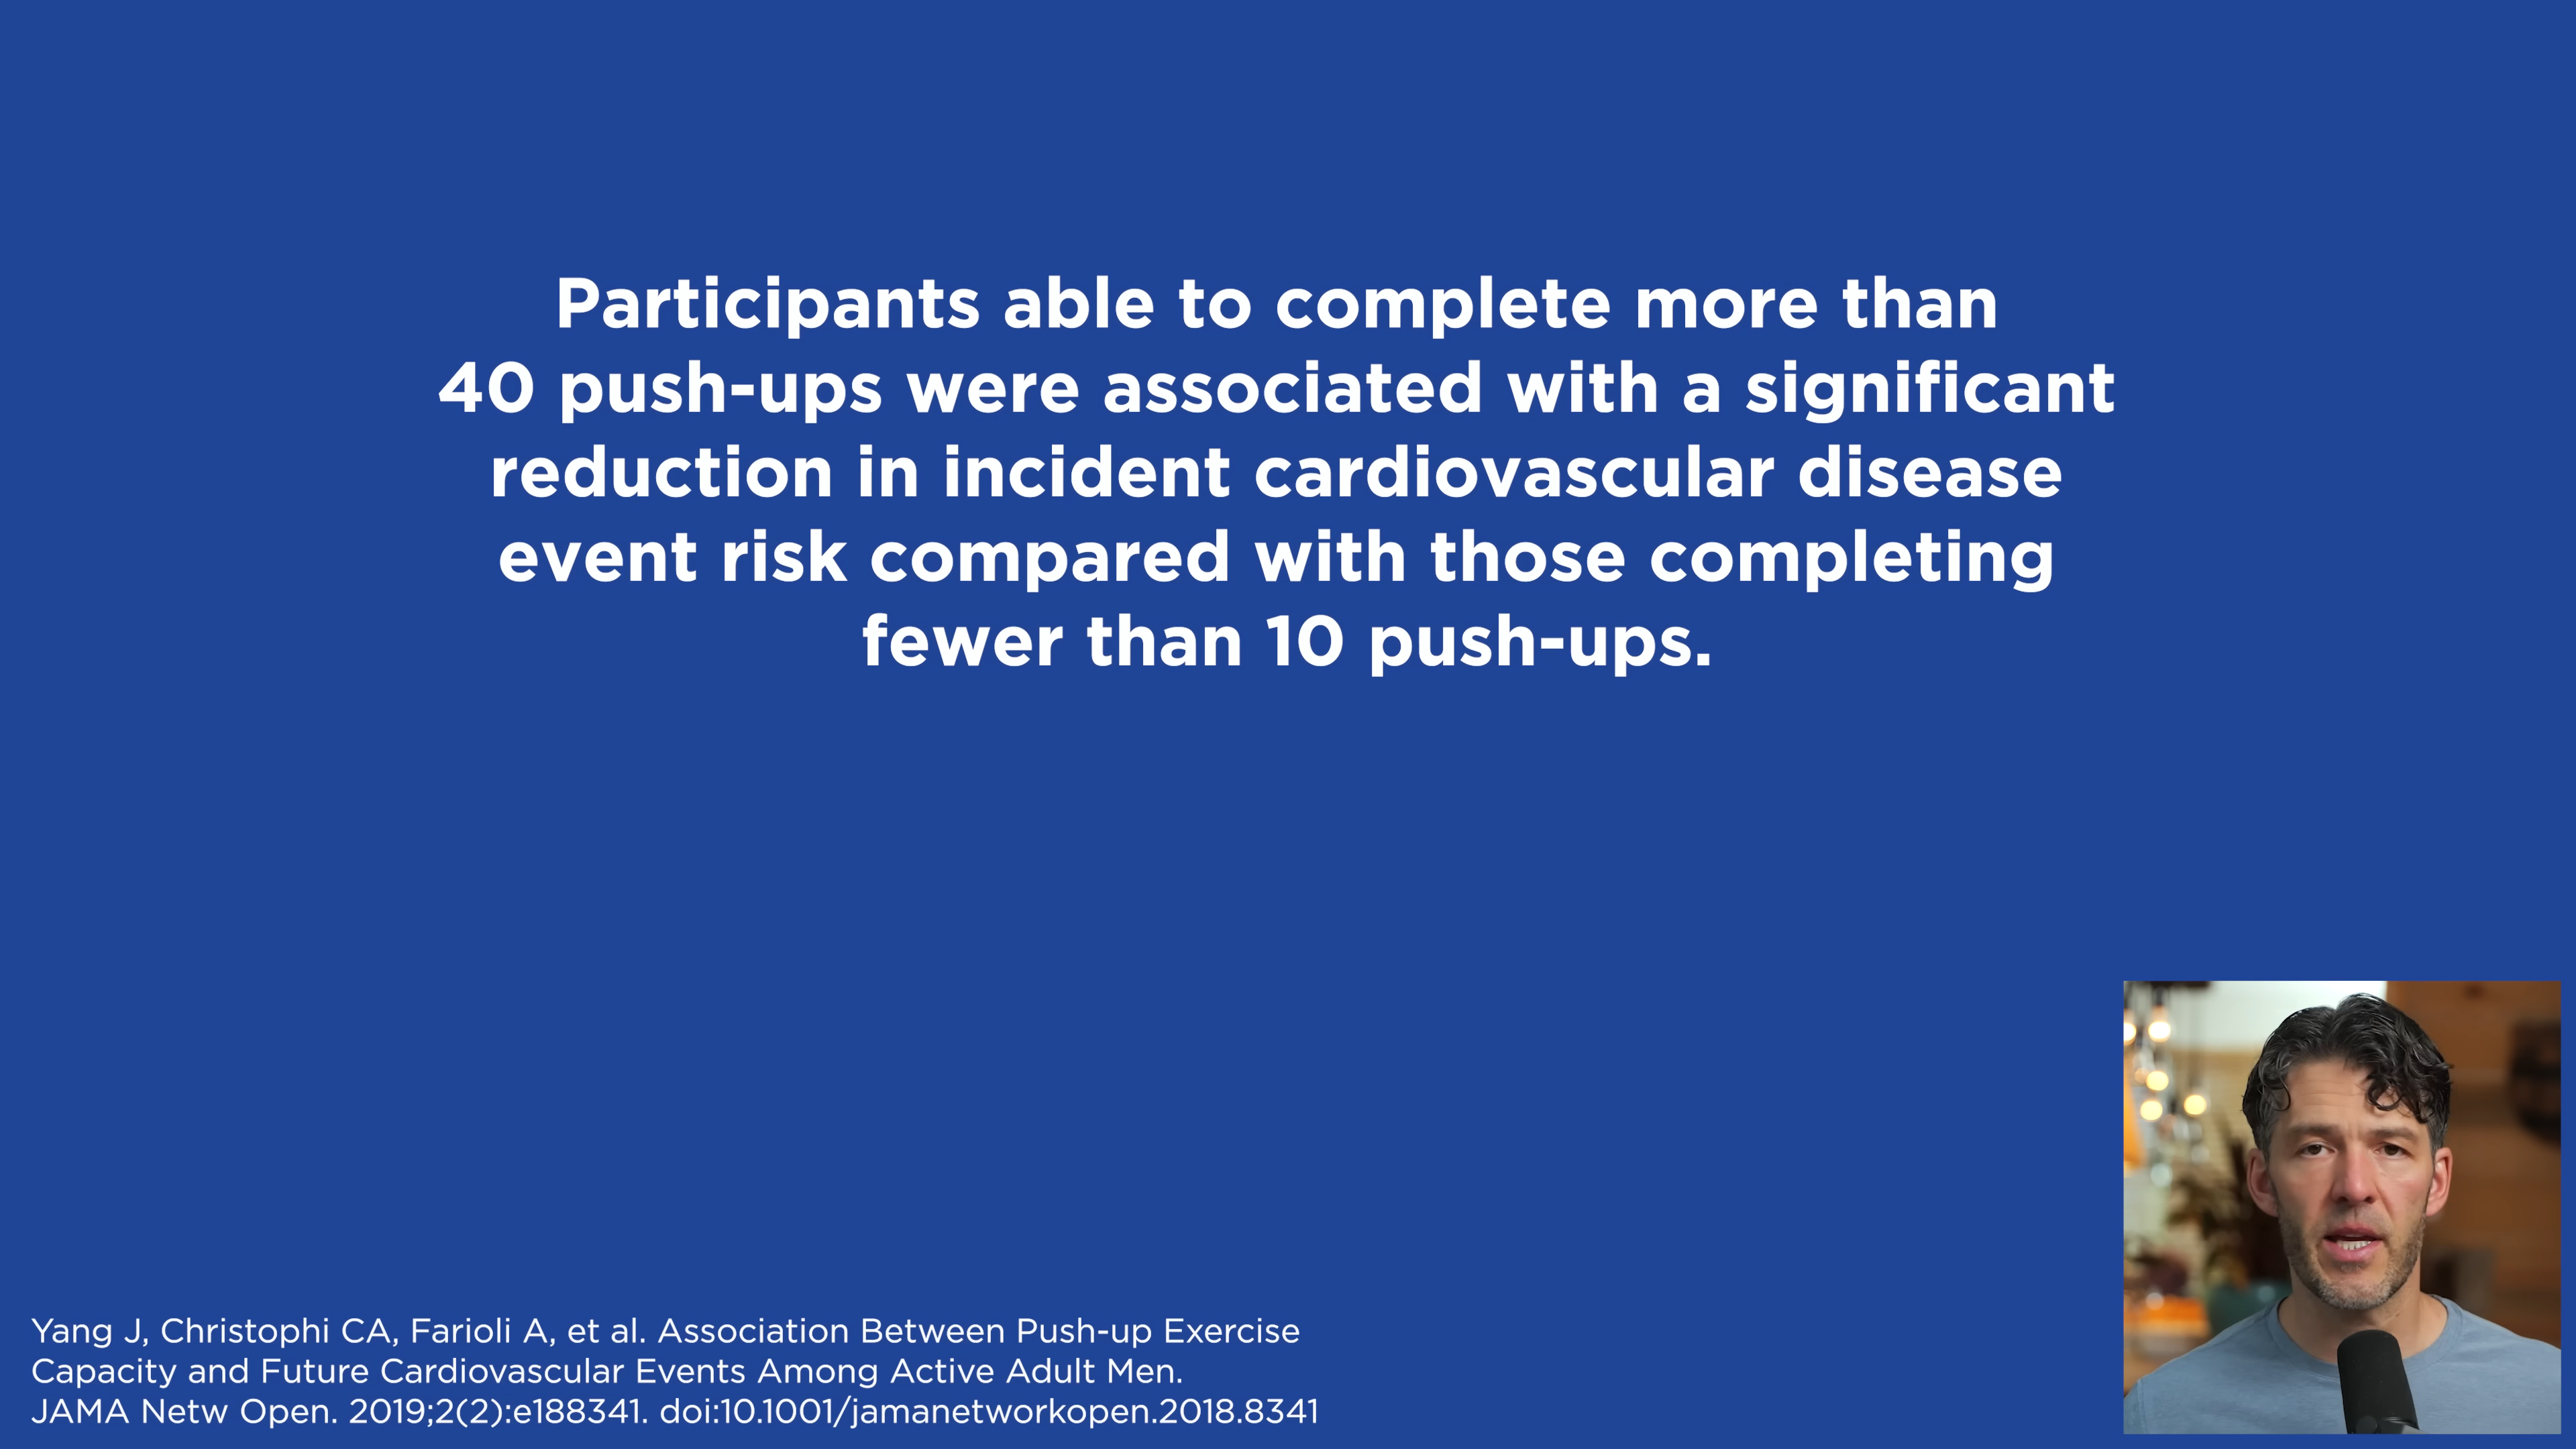 Participants able to complete more than
40 push-ups were associated with a significant
reduction in incident cardiovascular disease
event risk compared with those completing
fewer than 10 push-ups.
Yang J, Christophi CA, Farioli A, et al. Association Between Push-up Exercise
Capacity and Future Cardiovascular Events Among Active Adult Men.
JAMA Netw Open. 2019;2(2):e188341. doi:10.1001/jamanetworkopen.2018.8341